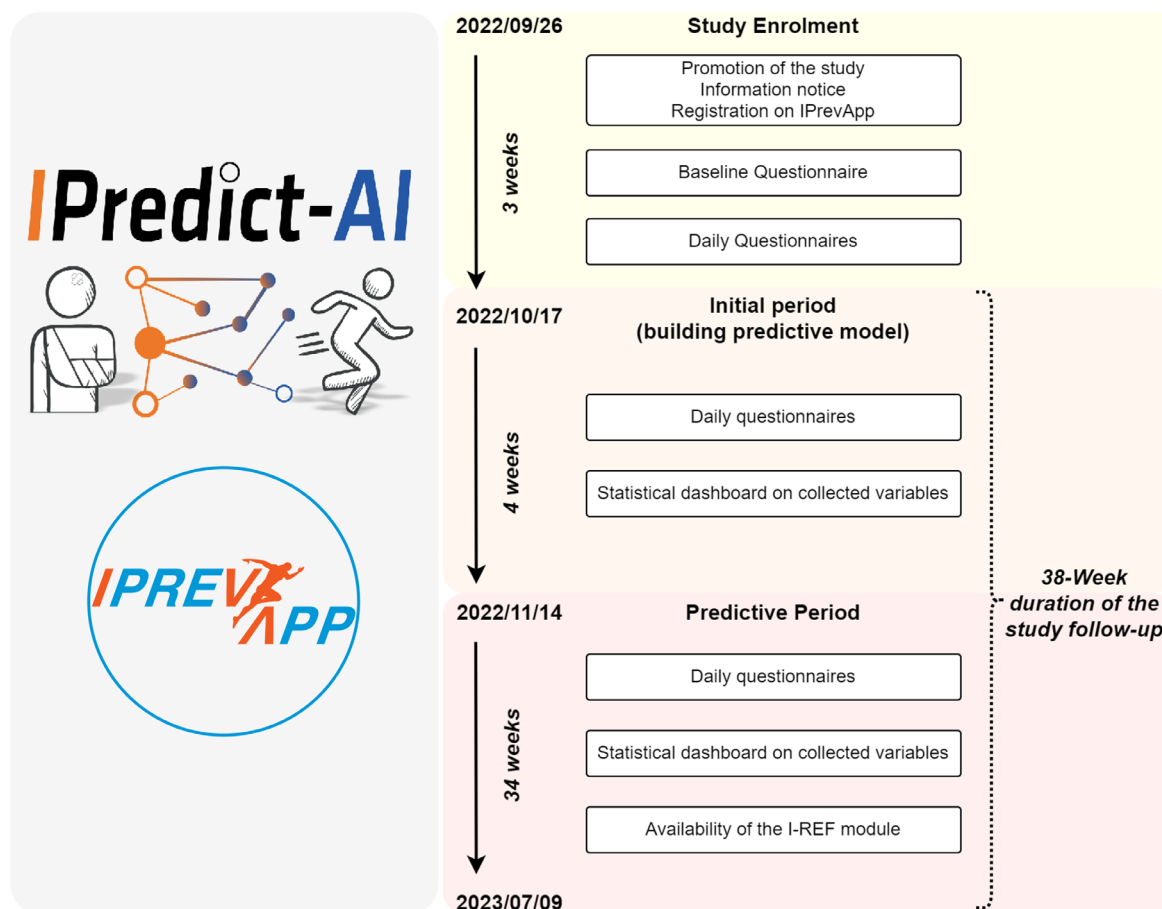 IPredict-AI
IPREV
APP
2022/09/26
Study Enrolment
Promotion of the study
Information notice
Registration on IPrevApp
Baseline Questionnaire
Daily Questionnaires
3 weeks
2022/10/17
Initial period
(building predictive model)
Daily questionnaires
Statistical dashboard on collected variables
4 weeks
2022/11/14
Predictive Period
Daily questionnaires
Statistical dashboard on collected variables
Availability of the I-REF module
34 weeks
2023/07/09
38-Week
duration of the
study follow-up